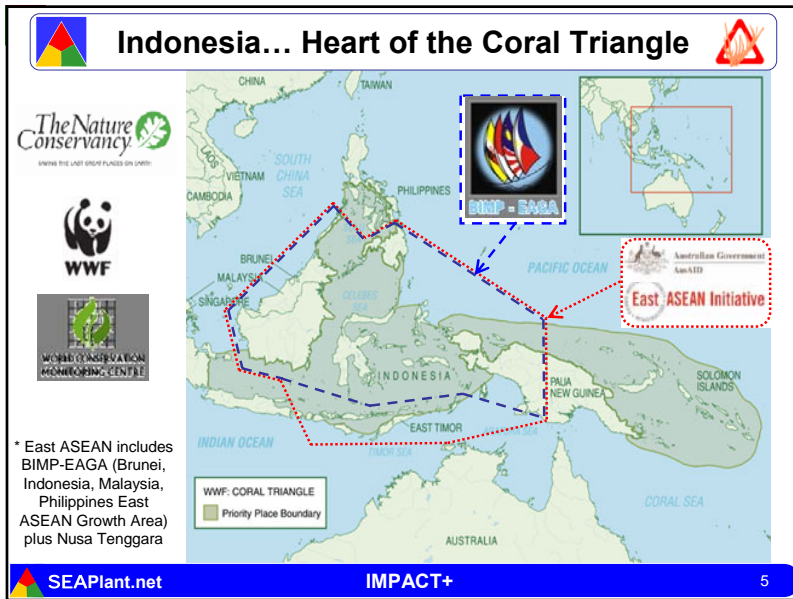 Indonesia… Heart of the Coral Triangle
The Nature
Conservancy
SAVING THE LAST GREAT PLACES ON EARTH
WWF
WORLD CONSERVATION
MONITORING CENTRE
* East ASEAN includes
BIMP-EAGA (Brunei,
Indonesia, Malaysia,
Philippines East
ASEAN Growth Area)
plus Nusa Tenggara
CHINA
TAIWAN
LAOS
VIETNAM
CAMBODIA
SOUTH
CHINA
SEA
PHILIPPINES
BIMP - EAGA
PACIFIC OCEAN
Australian Government
AusAID
East ASEAN Initiative
BRUNEI
MALAYSIA
SINGAPORE
CELEBES
SEA
INDONESIA
PAUA
NEW GUINEA
SOLOMON
ISLANDS
EAST TIMOR
INDIAN OCEAN
TIMOR SEA
CORAL SEA
AUSTRALIA
WWF: CORAL TRIANGLE
Priority Place Boundary
SEAPlant.net
IMPACT+
5